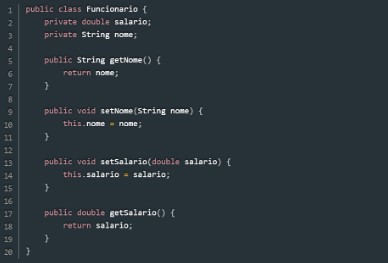 1 public class Funcionario {
2     private double salario;
3     private String nome;
4
5     public String getNome() {
6         return nome;
7     }
8
9     public void setNome(String nome) {
10         this.nome = nome;
11     }
12
13     public void setSalario(double salario) {
14         this.salario = salario;
15     }
16
17     public double getSalario() {
18         return salario;
19     }
20 }